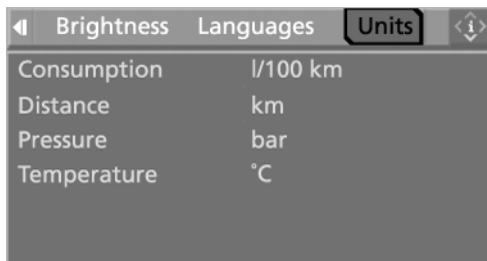 Brightness Languages Units
Consumption l/100 km
Distance km
Pressure bar
Temperature °C